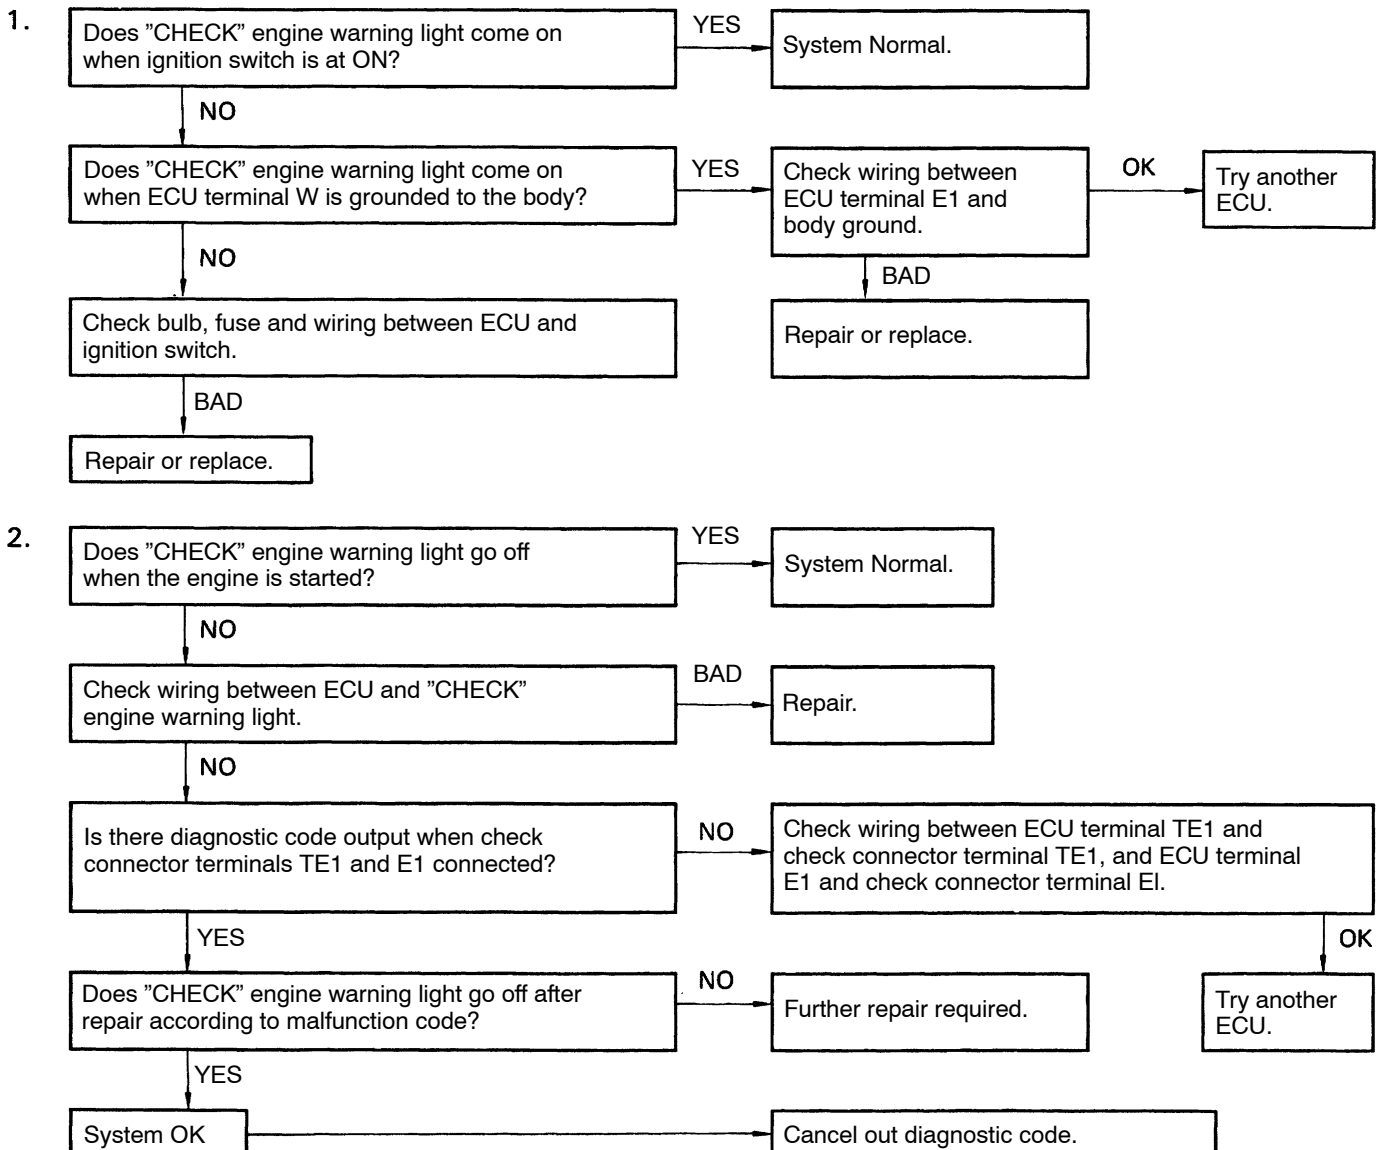 1.
Does ”CHECK” engine warning light come on
when ignition switch is at ON?
YES
System Normal.
NO
Does ”CHECK” engine warning light come on
when ECU terminal W is grounded to the body?
YES
Check wiring between
ECU terminal E1 and
body ground.
OK
Try another
ECU.
NO
BAD
Check bulb, fuse and wiring between ECU and
ignition switch.
Repair or replace.
BAD
Repair or replace.
2.
Does ”CHECK” engine warning light go off
when the engine is started?
YES
System Normal.
NO
Check wiring between ECU and ”CHECK”
engine warning light.
BAD
Repair.
NO
Is there diagnostic code output when check
connector terminals TE1 and E1 connected?
NO
Check wiring between ECU terminal TE1 and
check connector terminal TE1, and ECU terminal
E1 and check connector terminal El.
YES
OK
Does ”CHECK” engine warning light go off after
repair according to malfunction code?
NO
Further repair required.
Try another
ECU.
YES
System OK
Cancel out diagnostic code.